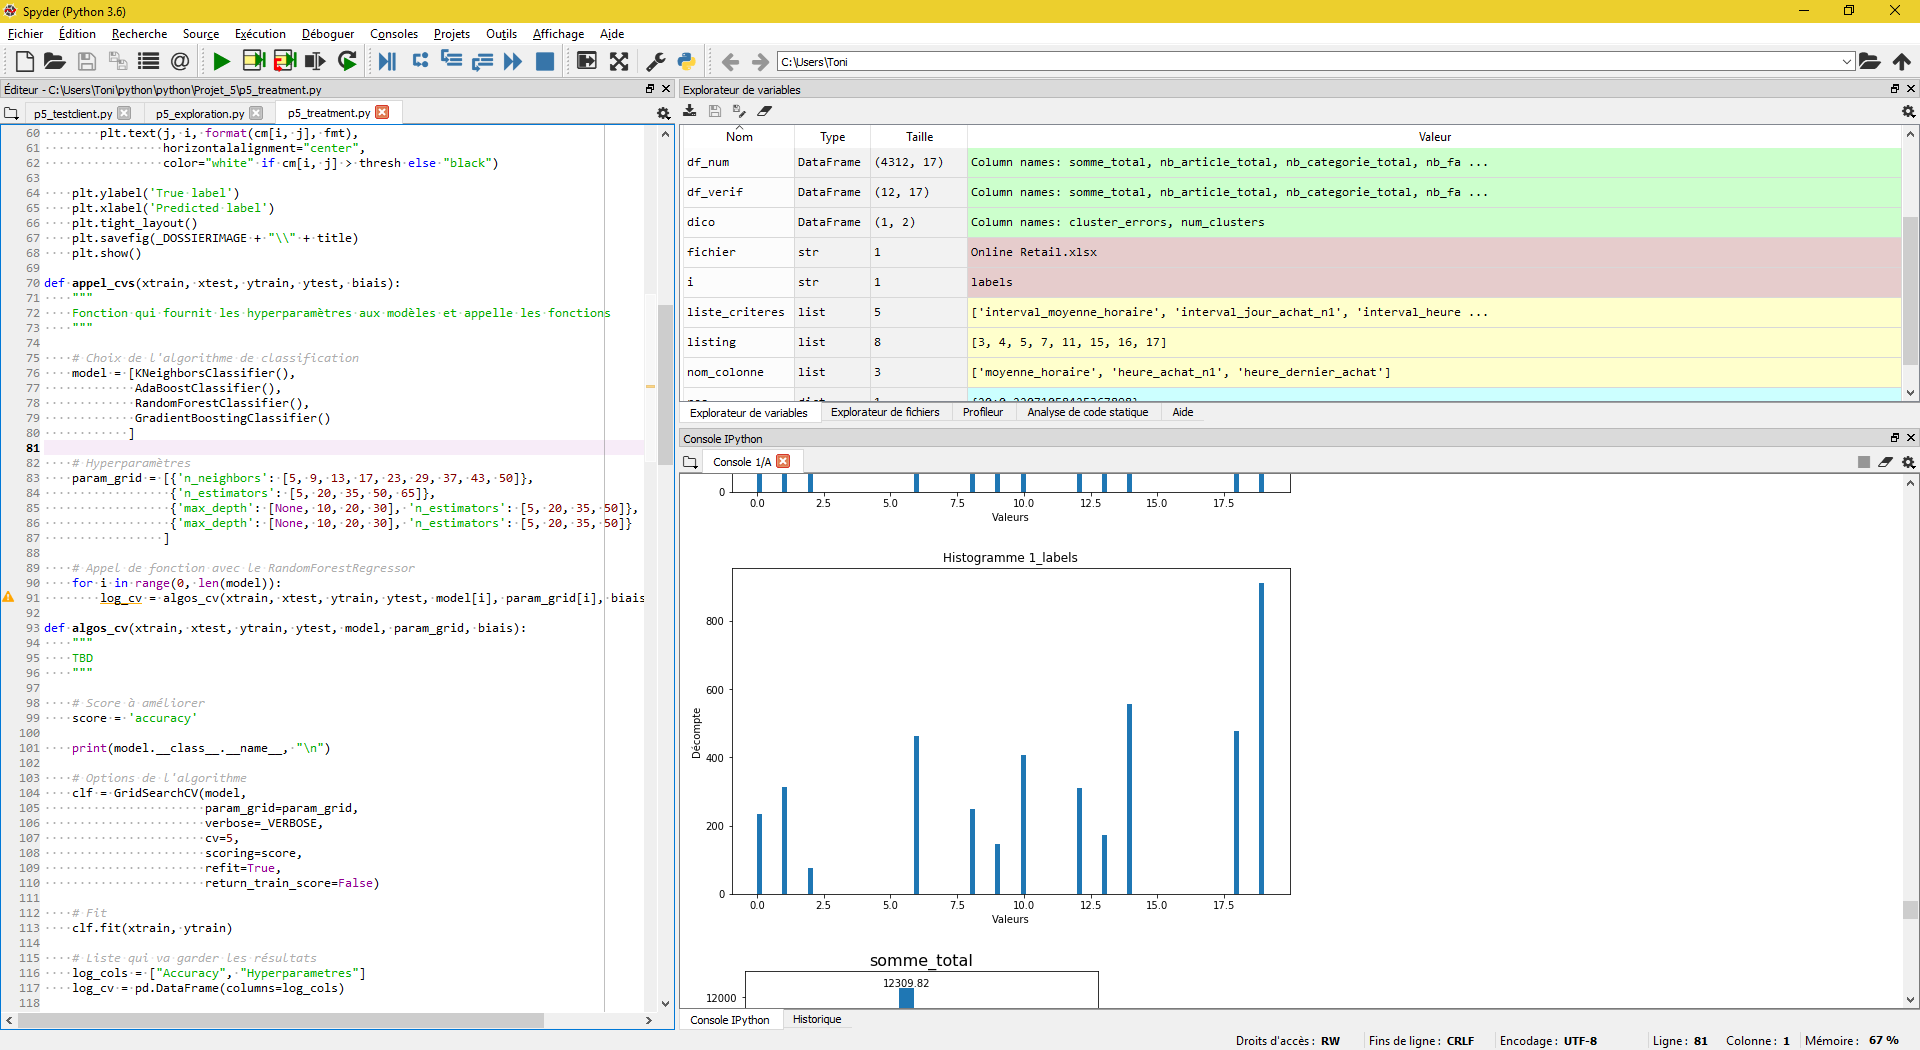 Spyder (Python 3.6)
Fichier Édition Recherche Source Exécution Déboguer Consoles Projets Outils Affichage Aide
C:\Users\Toni
Éditeur - C:\Users\Toni\python\python\Projet_5\p5_treatment.py
p5_testclient.py p5_exploration.py p5_treatment.py
60 plt.text(j, i, format(cm[i, j], fmt),
61 horizontalalignment="center",
62 color="white" if cm[i, j] > thresh else "black")
63
64 plt.ylabel('True label')
65 plt.xlabel('Predicted label')
66 plt.tight_layout()
67 plt.savefig(_DOSSIERIMAGE + "\\" + title)
68 plt.show()
69
70 def appel_cvs(xtrain, xtest, ytrain, ytest, biais):
71 """
72 Fonction qui fournit les hyperparamètres aux modèles et appelle les fonctions
73 """
74
75 # Choix de l'algorithme de classification
76 model = [KNeighborsClassifier(),
77 AdaBoostClassifier(),
78 RandomForestClassifier(),
79 GradientBoostingClassifier()
80 ]
81
82 # Hyperparamètres
83 param_grid = [{'n_neighbors': [5, 9, 13, 17, 23, 29, 37, 43, 50]},
84 {'n_estimators': [5, 20, 35, 50, 65]},
85 {'max_depth': [None, 10, 20, 30], 'n_estimators': [5, 20, 35, 50]},
86 {'max_depth': [None, 10, 20, 30], 'n_estimators': [5, 20, 35, 50]}
87 ]
88
89 # Appel de fonction avec le RandomForestRegressor
90 for i in range(0, len(model)):
91 log_cv = algos_cv(xtrain, xtest, ytrain, ytest, model[i], param_grid[i], biais
92
93 def algos_cv(xtrain, xtest, ytrain, ytest, model, param_grid, biais):
94 """
95 TBD
96 """
97
98 # Score à améliorer
99 score = 'accuracy'
100
101 print(model.__class__.__name__, "\n")
102
103 # Options de l'algorithme
104 clf = GridSearchCV(model,
105 param_grid=param_grid,
106 verbose=_VERBOSE,
107 cv=5,
108 scoring=score,
109 refit=True,
110 return_train_score=False)
111
112 # Fit
113 clf.fit(xtrain, ytrain)
114
115 # Liste qui va garder les résultats
116 log_cols = ["Accuracy", "Hyperparametres"]
117 log_cv = pd.DataFrame(columns=log_cols)
118
Explorateur de variables
Nom Type Taille Valeur
df_num DataFrame (4312, 17) Column names: somme_total, nb_article_total, nb_categorie_total, nb_fa ...
df_verif DataFrame (12, 17) Column names: somme_total, nb_article_total, nb_categorie_total, nb_fa ...
dico DataFrame (1, 2) Column names: cluster_errors, num_clusters
fichier str 1 Online Retail.xlsx
i str 1 labels
liste_criteres list 5 ['interval_moyenne_horaire', 'interval_jour_achat_n1', 'interval_heure ...
listing list 8 [3, 4, 5, 7, 11, 15, 16, 17]
nom_colonne list 3 ['moyenne_horaire', 'heure_achat_n1', 'heure_dernier_achat']
Explorateur de variables Explorateur de fichiers Profileur Analyse de code statique Aide
Console IPython
Console 1/A
0
0.0 2.5 5.0 7.5 10.0 12.5 15.0 17.5
Valeurs
Histogramme 1_labels
800
600
400
200
0
Décompte
0.0 2.5 5.0 7.5 10.0 12.5 15.0 17.5
Valeurs
somme_total
12309.82
12000
Console IPython Historique
Droits d'accès : RW Fins de ligne : CRLF Encodage : UTF-8 Ligne : 81 Colonne : 1 Mémoire : 67 %